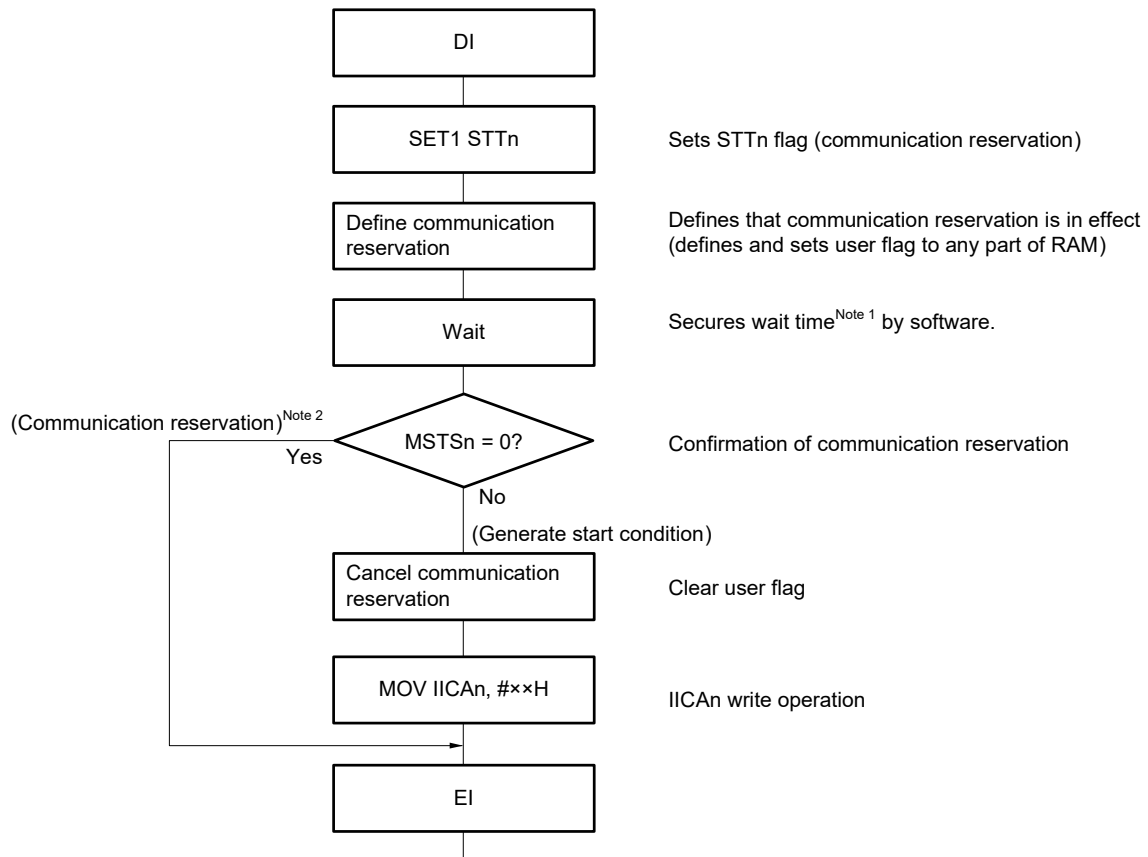 DI
SET1 STTn
Sets STTn flag (communication reservation)
Define communication
reservation
Defines that communication reservation is in effect
(defines and sets user flag to any part of RAM)
Wait
Secures wait time Note 1 by software.
(Communication reservation) Note 2
Yes
MSTSn = 0?
Confirmation of communication reservation
No
(Generate start condition)
Cancel communication
reservation
Clear user flag
MOV IICAn, #××H
IICAn write operation
EI